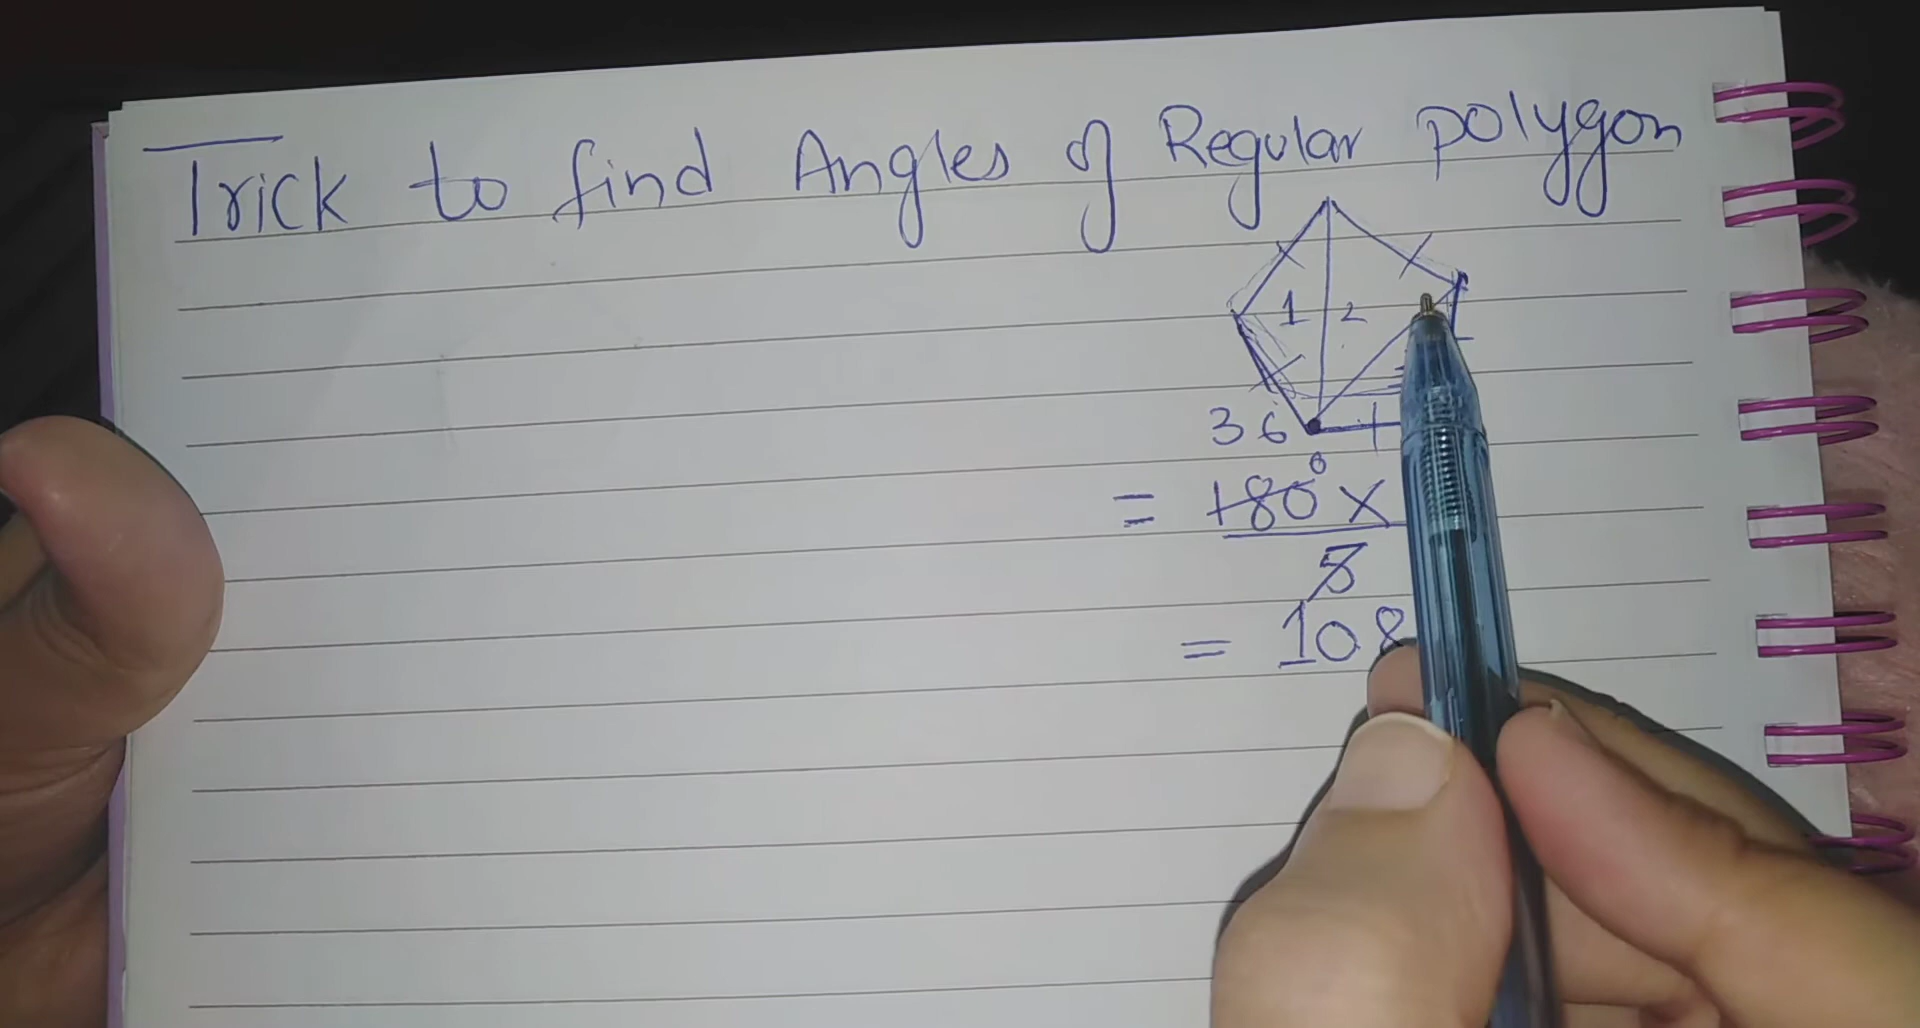 Trick to find Angles of Regular polygon
1 2
36
= 180° x
5
= 108